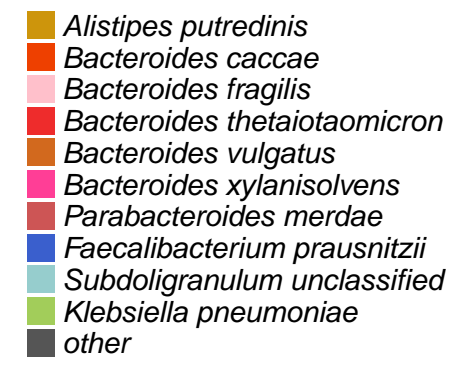 Alistipes putredinis
Bacteroides caccae
Bacteroides fragilis
Bacteroides thetaiotaomicron
Bacteroides vulgatus
Bacteroides xylanisolvens
Parabacteroides merdae
Faecalibacterium prausnitzii
Subdoligranulum unclassified
Klebsiella pneumoniae
other